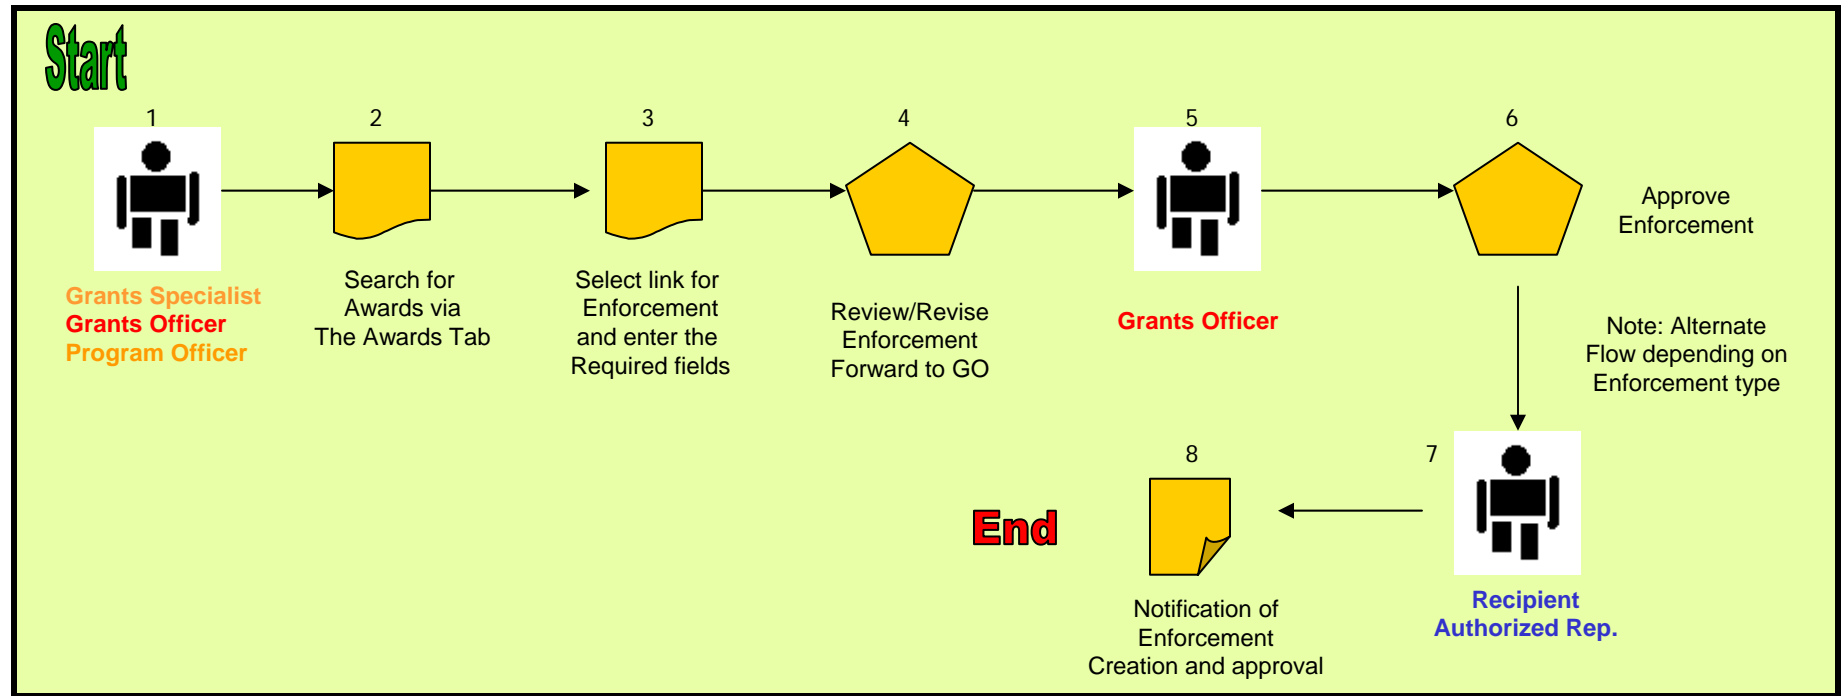 Start
1
Grants Specialist
Grants Officer
Program Officer
2
Search for
Awards via
The Awards Tab
3
Select link for
Enforcement
and enter the
Required fields
4
Review/Revise
Enforcement
Forward to GO
5
Grants Officer
6
Approve
Enforcement
Note: Alternate
Flow depending on
Enforcement type
7
Recipient
Authorized Rep.
8
Notification of
Enforcement
Creation and approval
End